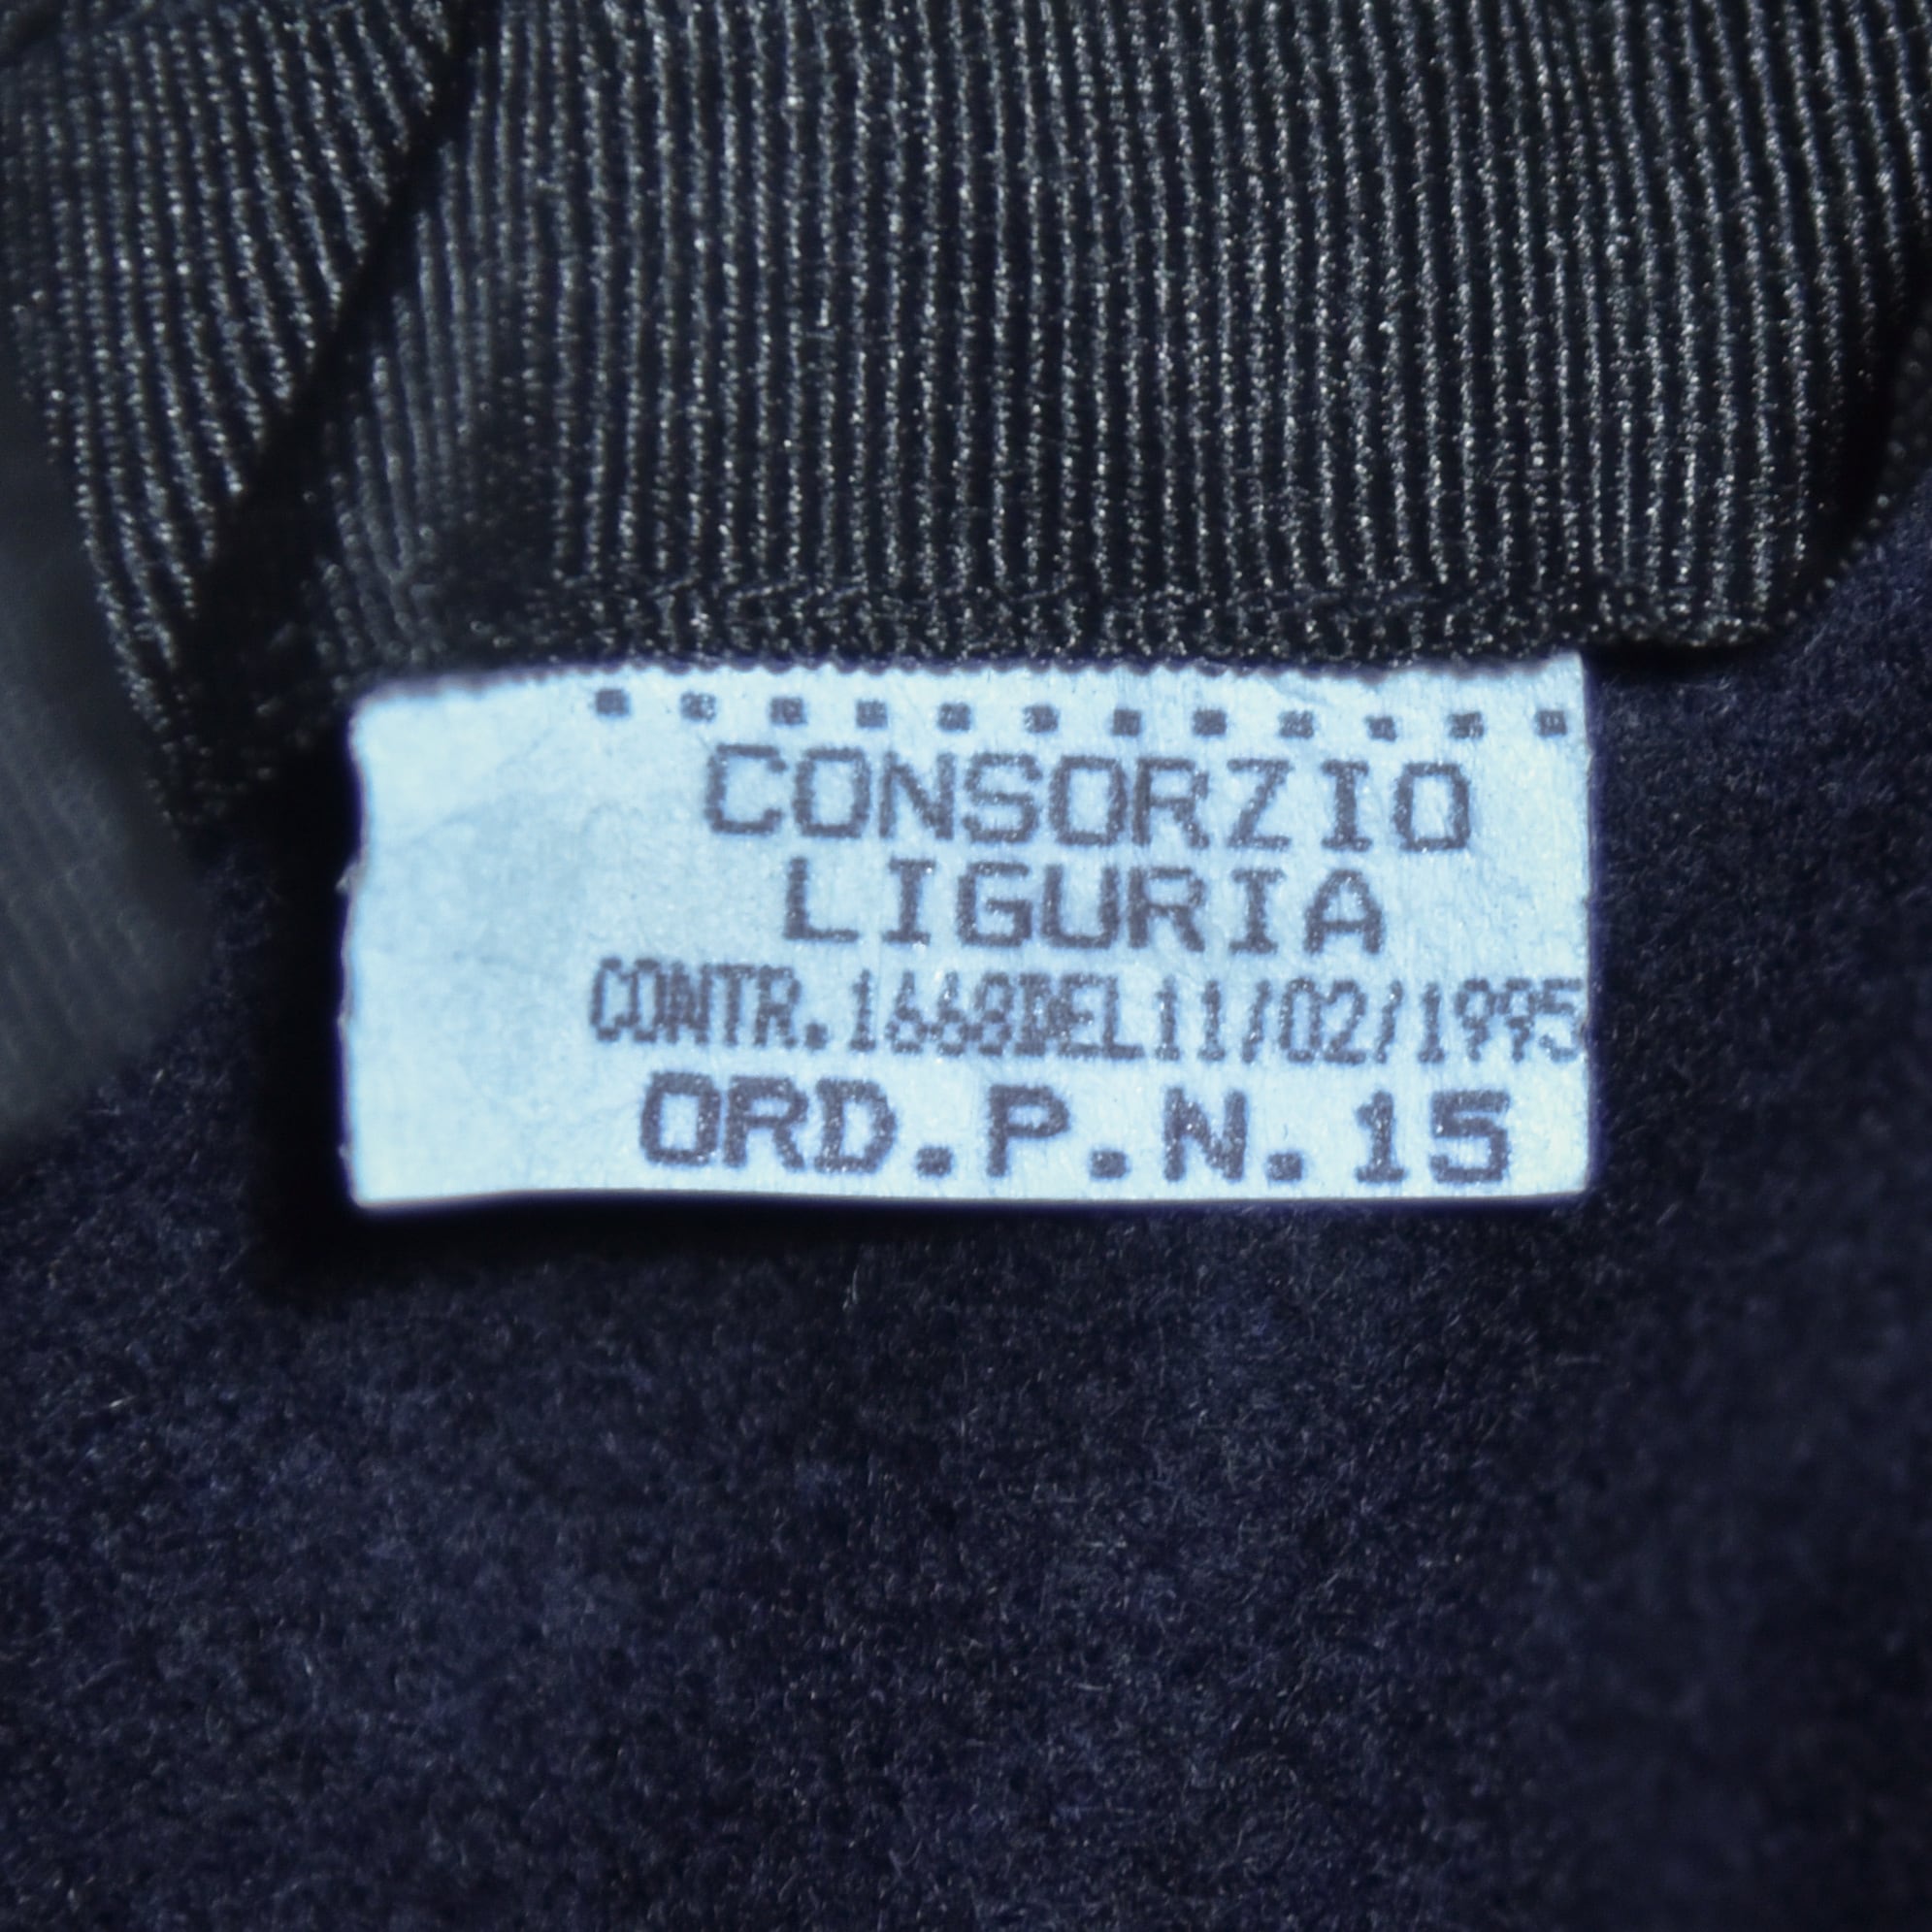 CONSORZIO
LIGURIA
CONTR.1668DEL11/02/1995
ORD.P.N.15